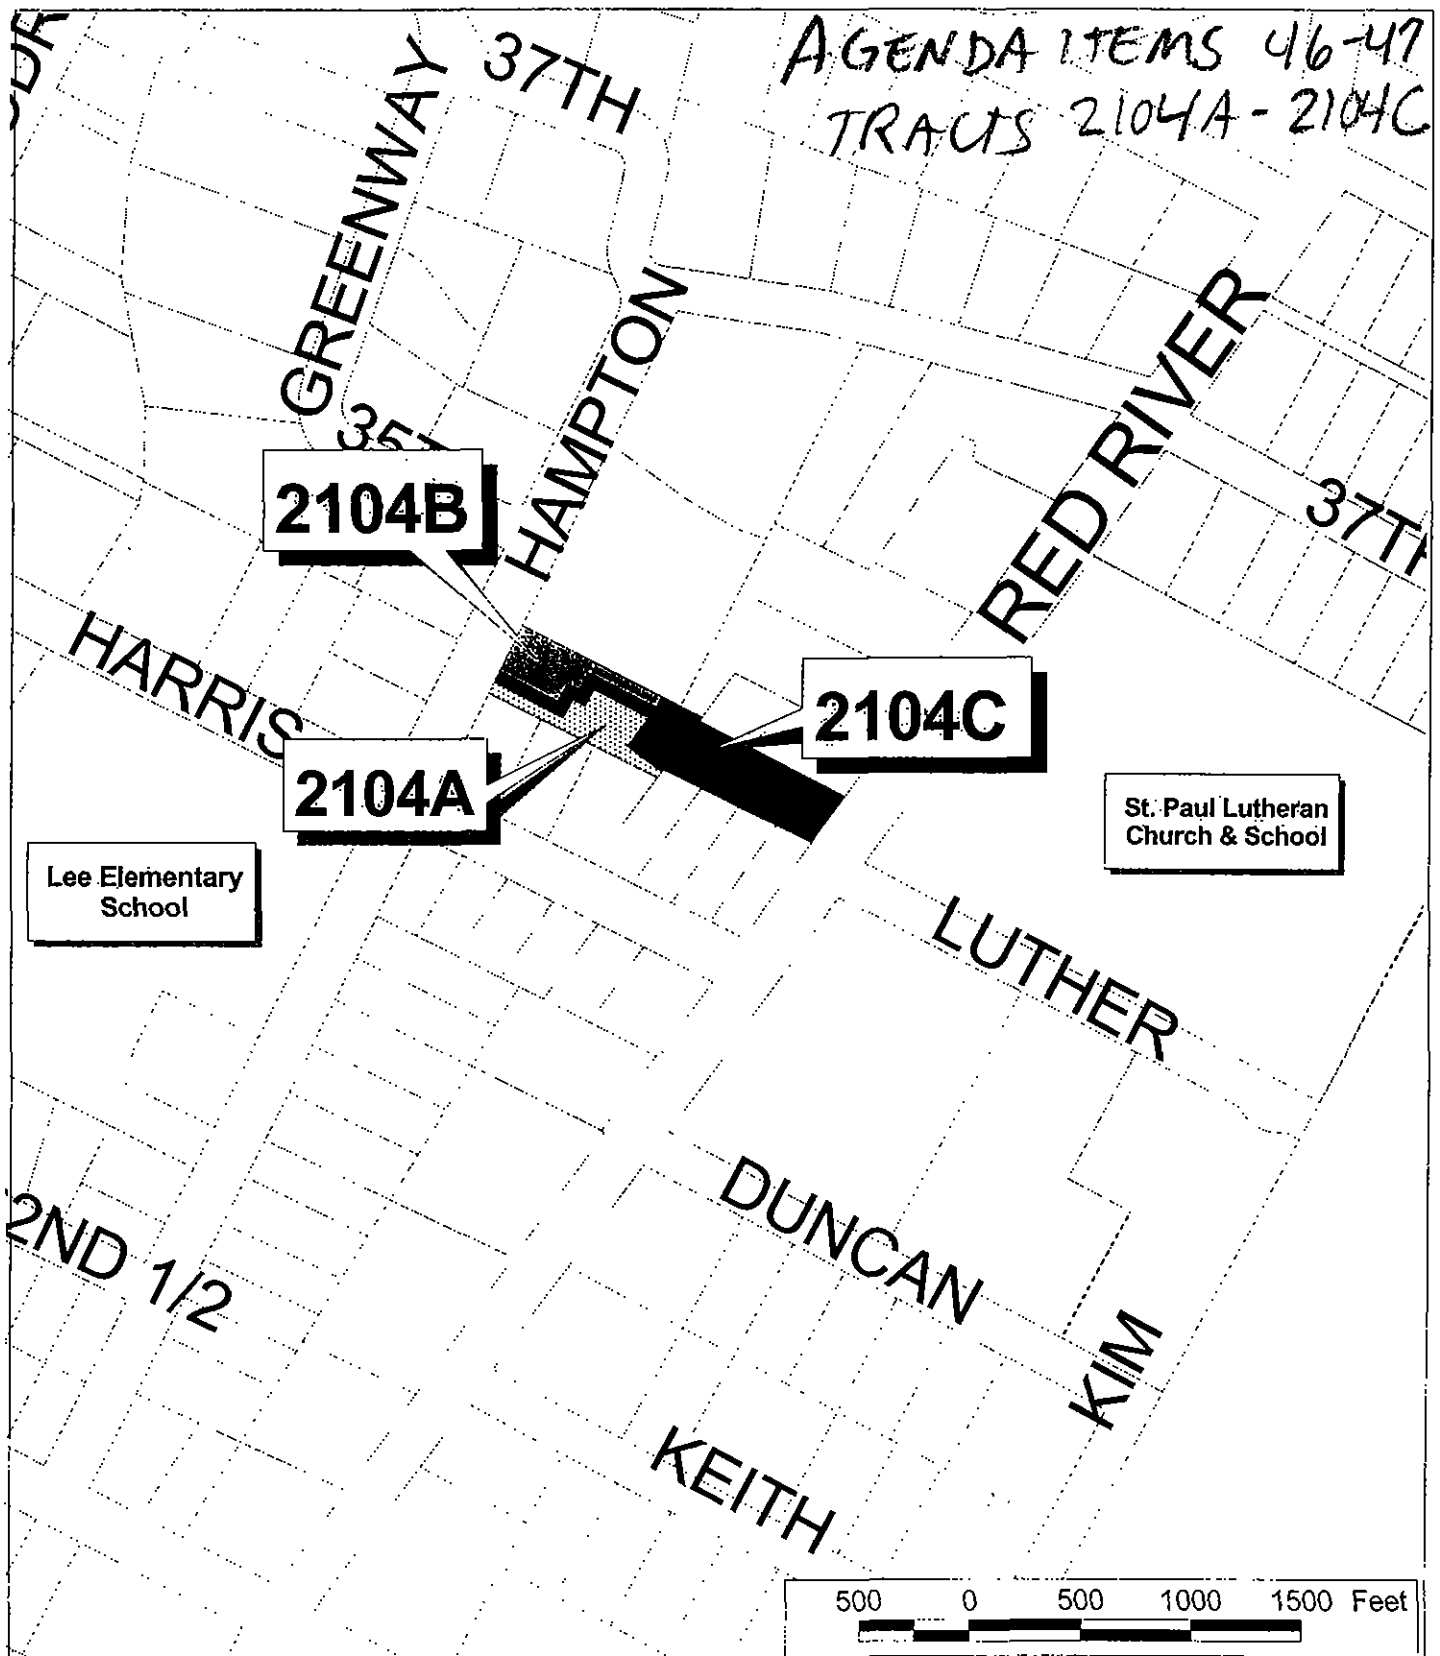 AGENDA ITEMS 46-47
TRACTS 2104A - 2104C
37TH
GREENWAY
HAMPTON
RED RIVER
2104B
37TH
HARRIS
2104C
2104A
St. Paul Lutheran
Church & School
Lee Elementary
School
LUTHER
DUNCAN
2ND 1/2
KIM
KEITH
500 0 500 1000 1500 Feet